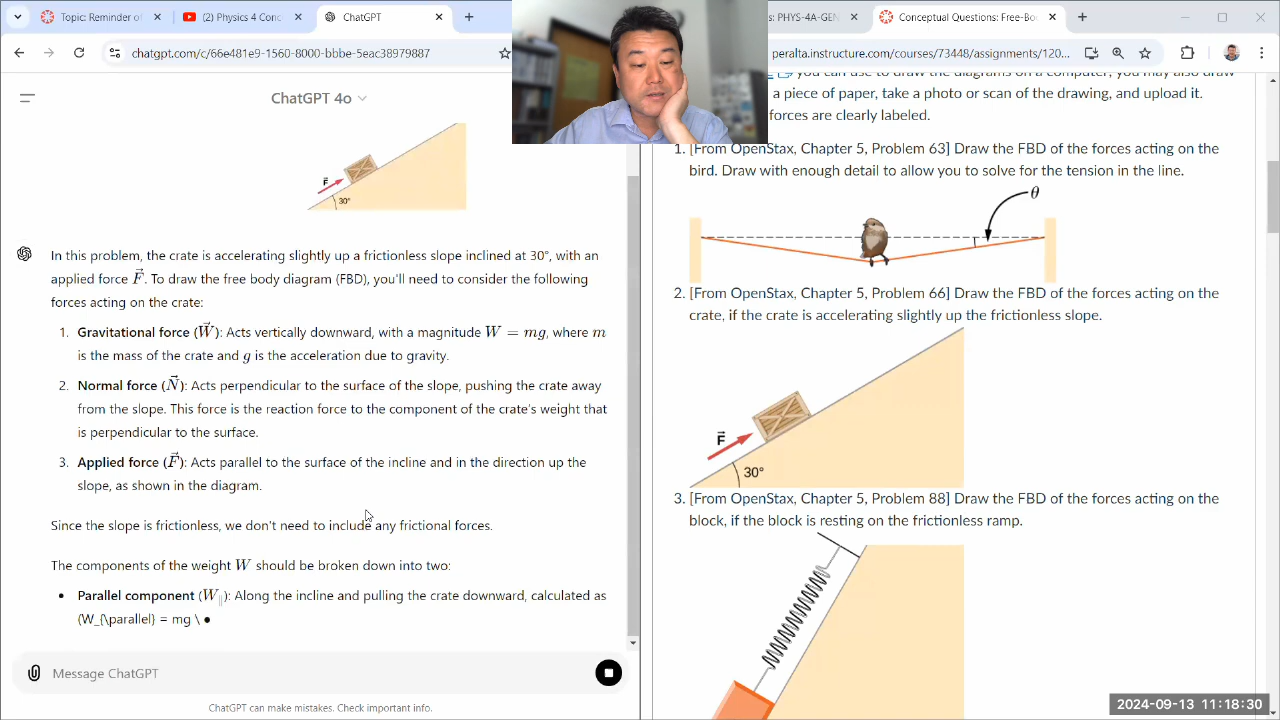 Topic: Reminder of
(2) Physics 4 Conc
ChatGPT
: PHYS-4A-GEN
Conceptual Questions: Free-Bo
peralta.instructure.com/courses/73448/assignments/120...
ChatGPT 4o
F
30°
In this problem, the crate is accelerating slightly up a frictionless slope inclined at 30°, with an
applied force F⃗. To draw the free body diagram (FBD), you'll need to consider the following
forces acting on the crate:
1. Gravitational force (W⃗): Acts vertically downward, with a magnitude W = mg, where m
is the mass of the crate and g is the acceleration due to gravity.
2. Normal force (N⃗): Acts perpendicular to the surface of the slope, pushing the crate away
from the slope. This force is the reaction force to the component of the crate's weight that
is perpendicular to the surface.
3. Applied force (F⃗): Acts parallel to the surface of the incline and in the direction up the
slope, as shown in the diagram.
Since the slope is frictionless, we don't need to include any frictional forces.
The components of the weight W should be broken down into two:
• Parallel component (W∥): Along the incline and pulling the crate downward, calculated as
(W_{\parallel} = mg \ ●
Message ChatGPT
ChatGPT can make mistakes. Check important info.
you can use to draw the diagrams on a computer; you may also draw
a piece of paper, take a photo or scan of the drawing, and upload it.
forces are clearly labeled.
1. [From OpenStax, Chapter 5, Problem 63] Draw the FBD of the forces acting on the
bird. Draw with enough detail to allow you to solve for the tension in the line.
θ
2. [From OpenStax, Chapter 5, Problem 66] Draw the FBD of the forces acting on the
crate, if the crate is accelerating slightly up the frictionless slope.
F⃗
30°
3. [From OpenStax, Chapter 5, Problem 88] Draw the FBD of the forces acting on the
block, if the block is resting on the frictionless ramp.
2024-09-13 11:18:30